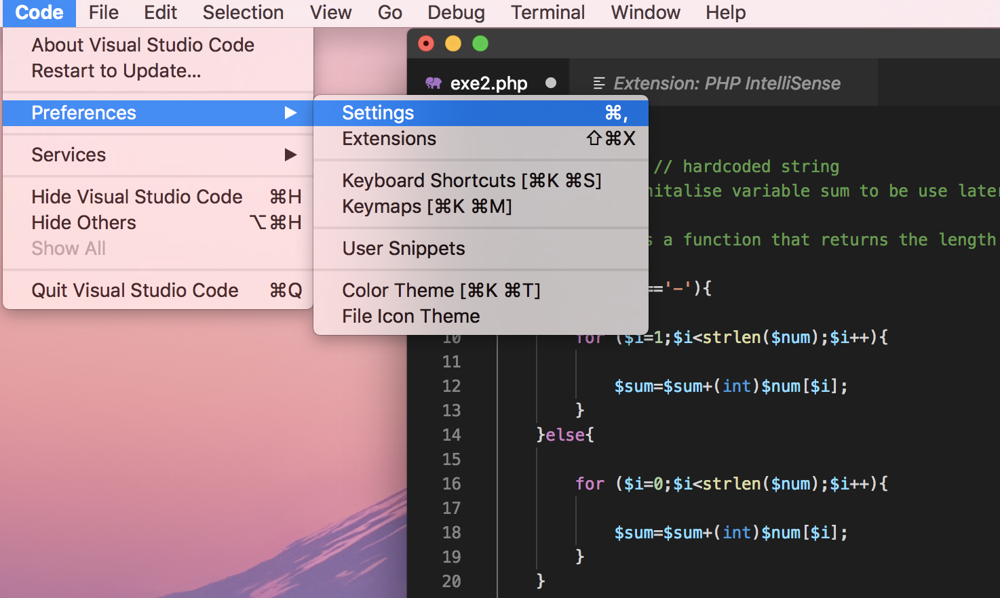 Code File Edit Selection View Go Debug Terminal Window Help
About Visual Studio Code
Restart to Update...
Preferences ▶
Services ▶
Hide Visual Studio Code ⌘H
Hide Others ⌥⌘H
Show All
Quit Visual Studio Code ⌘Q
Settings ⌘,
Extensions ⇧⌘X
Keyboard Shortcuts [⌘K ⌘S]
Keymaps [⌘K ⌘M]
User Snippets
Color Theme [⌘K ⌘T]
File Icon Theme
exe2.php Extension: PHP IntelliSense
// hardcoded string
nitalise variable sum to be use later
s a function that returns the length
=='-'){
10 for ($i=1;$i<strlen($num);$i++){
11
12 $sum=$sum+(int)$num[$i];
13 }
14 }else{
15
16 for ($i=0;$i<strlen($num);$i++){
17
18 $sum=$sum+(int)$num[$i];
19 }
20 }